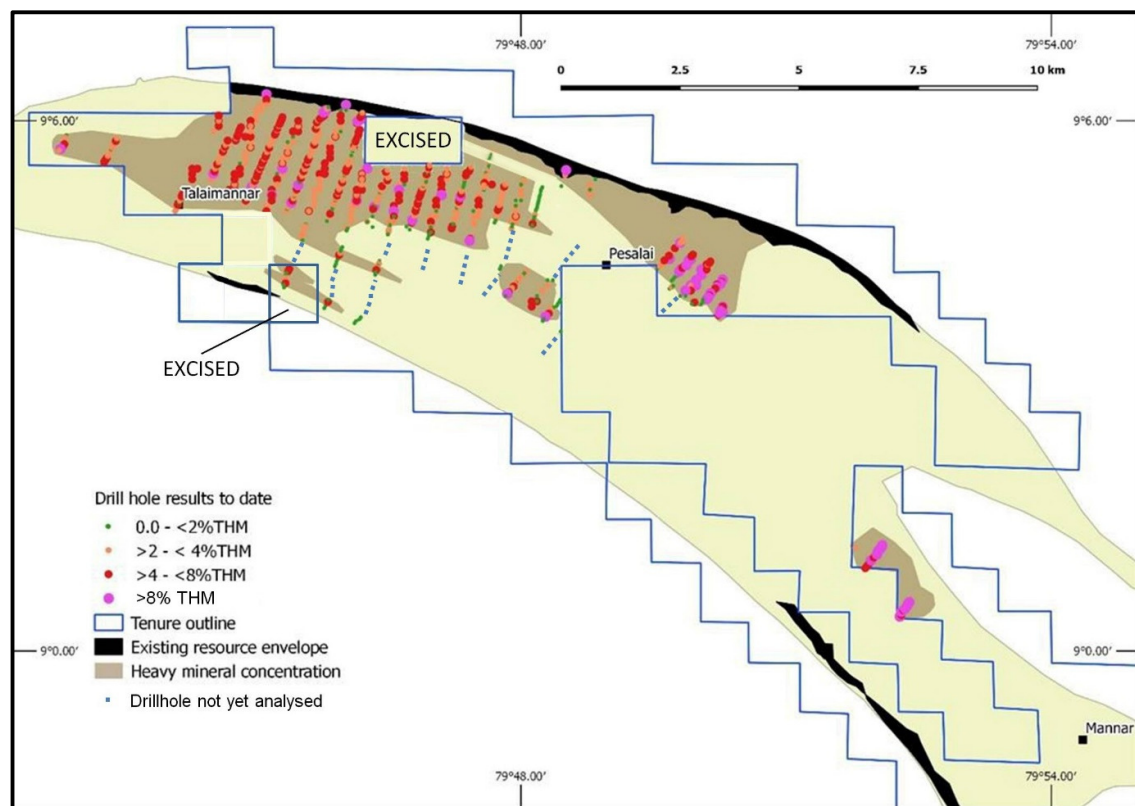 79°48.00'
79°54.00'
0
2.5
5
7.5
10 km
9°6.00'
EXCISED
9°6.00'
Talaimannar
Pesalai
EXCISED
Drill hole results to date
0.0 - <2%THM
>2 - < 4%THM
>4 - <8%THM
>8% THM
Tenure outline
Existing resource envelope
Heavy mineral concentration
Drillhole not yet analysed
9°0.00'
9°0.00'
Mannar
79°48.00'
79°54.00'